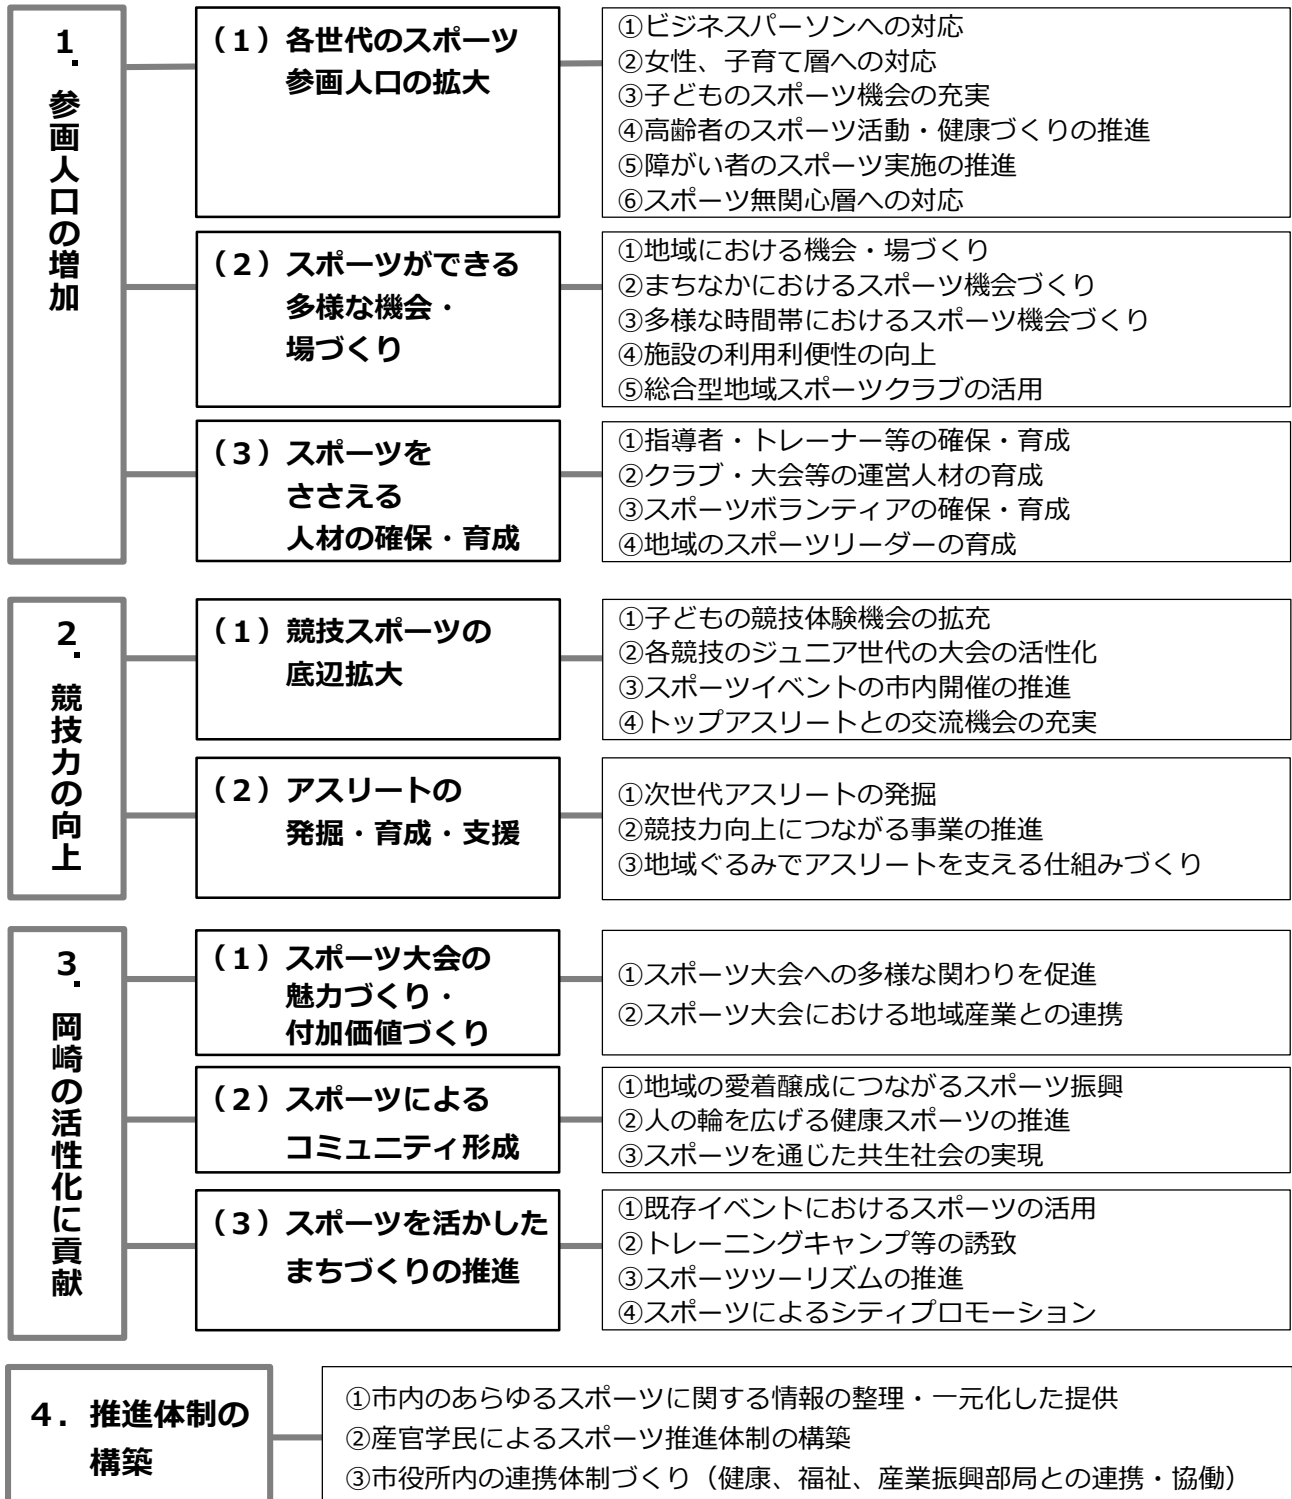 1．参画人口の増加
（1）各世代のスポーツ
参画人口の拡大
①ビジネスパーソンへの対応
②女性、子育て層への対応
③子どものスポーツ機会の充実
④高齢者のスポーツ活動・健康づくりの推進
⑤障がい者のスポーツ実施の推進
⑥スポーツ無関心層への対応
（2）スポーツができる
多様な機会・
場づくり
①地域における機会・場づくり
②まちなかにおけるスポーツ機会づくり
③多様な時間帯におけるスポーツ機会づくり
④施設の利用利便性の向上
⑤総合型地域スポーツクラブの活用
（3）スポーツを
ささえる
人材の確保・育成
①指導者・トレーナー等の確保・育成
②クラブ・大会等の運営人材の育成
③スポーツボランティアの確保・育成
④地域のスポーツリーダーの育成
2．競技力の向上
（1）競技スポーツの
底辺拡大
①子どもの競技体験機会の拡充
②各競技のジュニア世代の大会の活性化
③スポーツイベントの市内開催の推進
④トップアスリートとの交流機会の充実
（2）アスリートの
発掘・育成・支援
①次世代アスリートの発掘
②競技力向上につながる事業の推進
③地域ぐるみでアスリートを支える仕組みづくり
3．岡崎の活性化に貢献
（1）スポーツ大会の
魅力づくり・
付加価値づくり
①スポーツ大会への多様な関わりを促進
②スポーツ大会における地域産業との連携
（2）スポーツによる
コミュニティ形成
①地域の愛着醸成につながるスポーツ振興
②人の輪を広げる健康スポーツの推進
③スポーツを通じた共生社会の実現
（3）スポーツを活かした
まちづくりの推進
①既存イベントにおけるスポーツの活用
②トレーニングキャンプ等の誘致
③スポーツツーリズムの推進
④スポーツによるシティプロモーション
4．推進体制の
構築
①市内のあらゆるスポーツに関する情報の整理・一元化した提供
②産官学民によるスポーツ推進体制の構築
③市役所内の連携体制づくり（健康、福祉、産業振興部局との連携・協働）